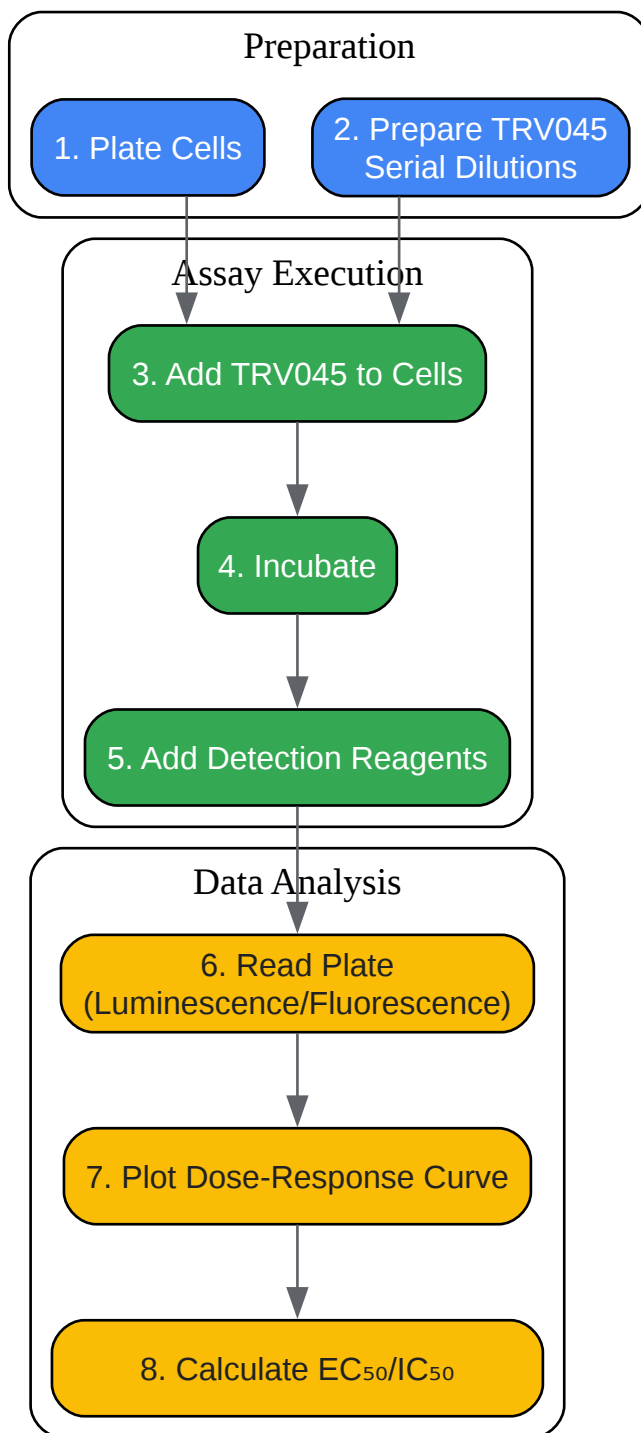 Preparation
1. Plate Cells
2. Prepare TRV045
Serial Dilutions
Assay Execution
3. Add TRV045 to Cells
4. Incubate
5. Add Detection Reagents
Data Analysis
6. Read Plate
(Luminescence/Fluorescence)
7. Plot Dose-Response Curve
8. Calculate EC₅₀/IC₅₀